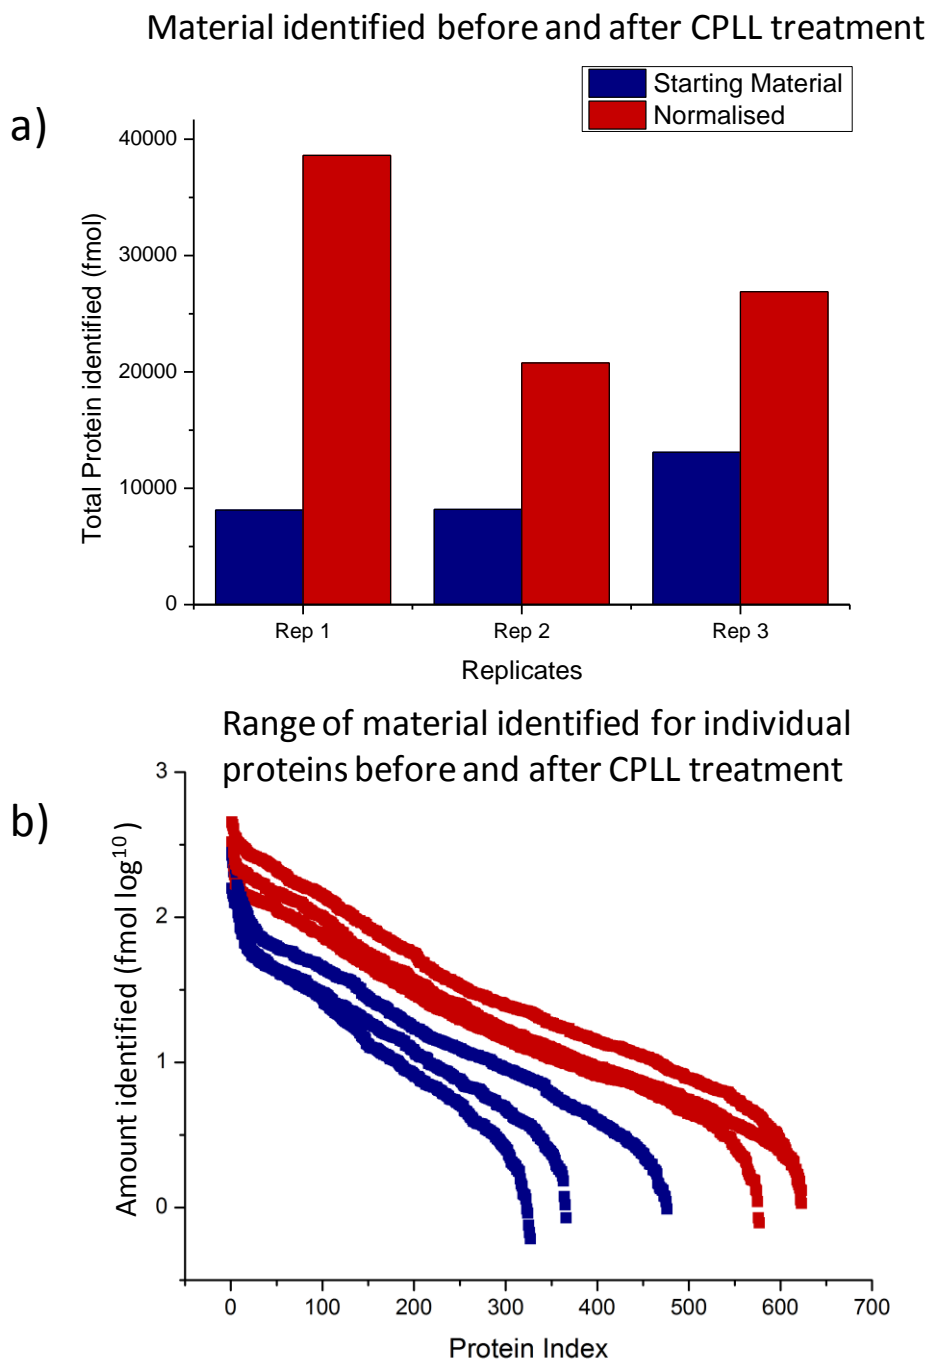 Material identified before and after CPLL treatment
Starting Material
Normalised
a)
40000
30000
20000
10000
0
Total Protein identified (fmol)
Rep 1 Rep 2 Rep 3
Replicates
Range of material identified for individual
proteins before and after CPLL treatment
b)
3
2
1
0
Amount identified (fmol log10)
0 100 200 300 400 500 600 700
Protein Index